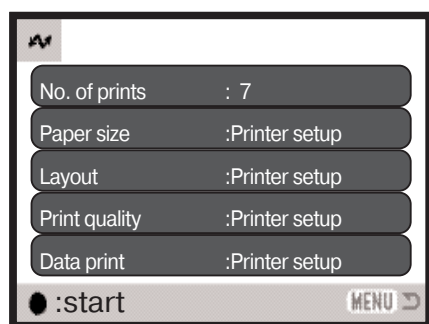 No. of prints : 7
Paper size :Printer setup
Layout :Printer setup
Print quality :Printer setup
Data print :Printer setup
:start MENU